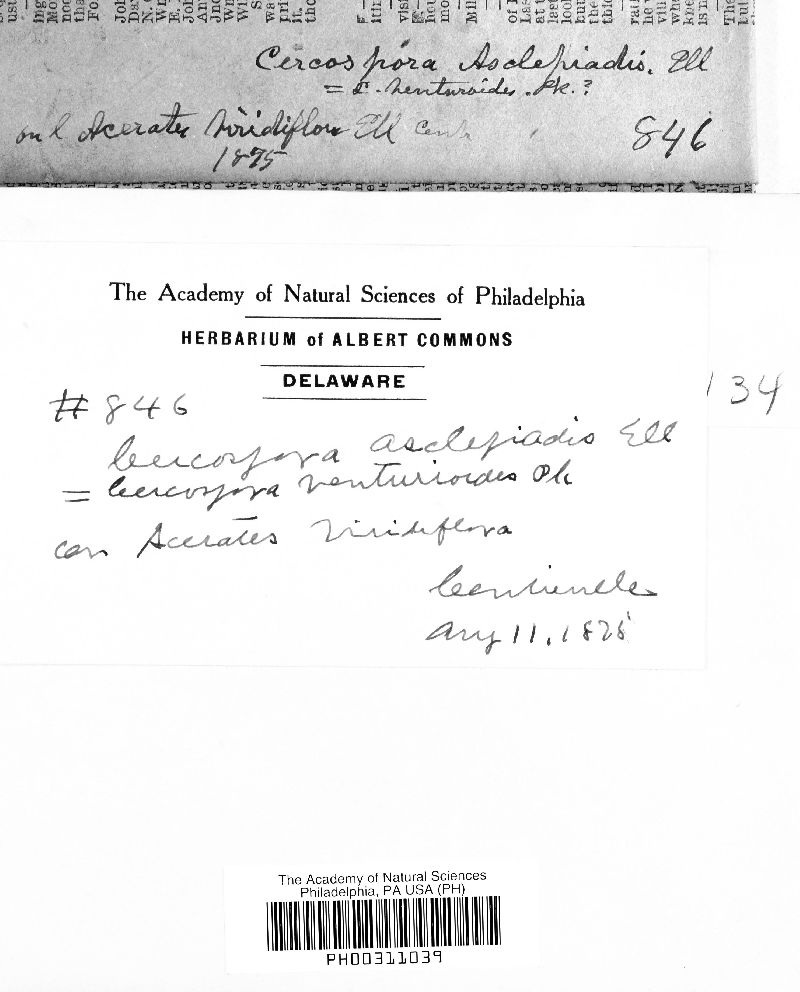 Cercospora Asclepiadis. Ell
= C. venturoides. Pk.?
on l Acerates Viridiflora Ell Cent
1875
846
The Academy of Natural Sciences of Philadelphia
HERBARIUM of ALBERT COMMONS
DELAWARE
134
# 846
Cercospora asclepiadis Ell
= Cercospora venturioides Pk
on Acerates Viridiflora
Centerville
Aug 11, 1875
The Academy of Natural Sciences
Philadelphia, PA USA (PH)
PH00311039